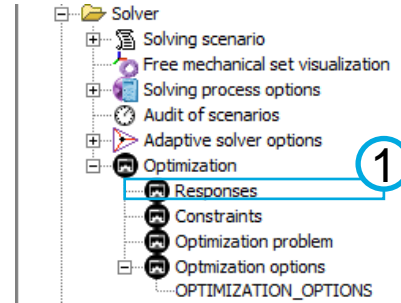 Solver
Solving scenario
Free mechanical set visualization
Solving process options
Audit of scenarios
Adaptive solver options
Optimization
1
Responses
Constraints
Optimization problem
Optmization options
OPTIMIZATION_OPTIONS